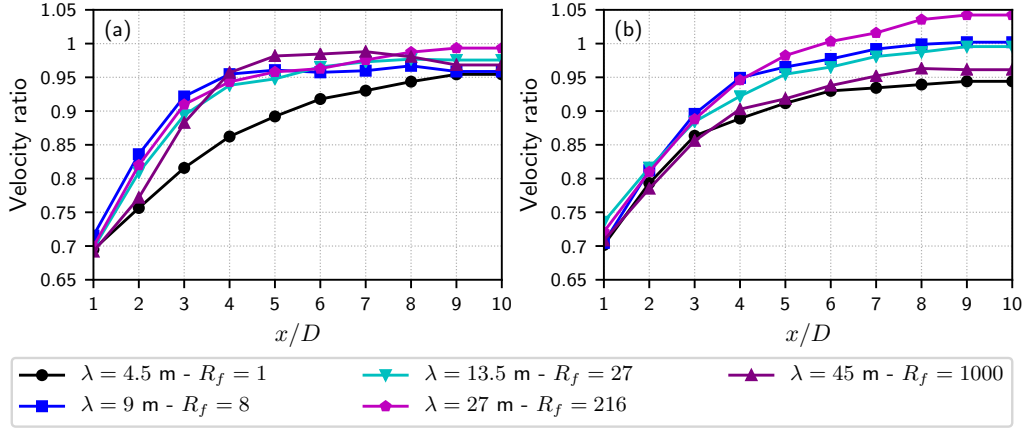 (a)
Velocity ratio
1.05
1
0.95
0.9
0.85
0.8
0.75
0.7
0.65
1 2 3 4 5 6 7 8 9 10
x/D
(b)
Velocity ratio
1.05
1
0.95
0.9
0.85
0.8
0.75
0.7
0.65
1 2 3 4 5 6 7 8 9 10
x/D
λ = 4.5 m - R_f = 1
λ = 9 m - R_f = 8
λ = 13.5 m - R_f = 27
λ = 27 m - R_f = 216
λ = 45 m - R_f = 1000